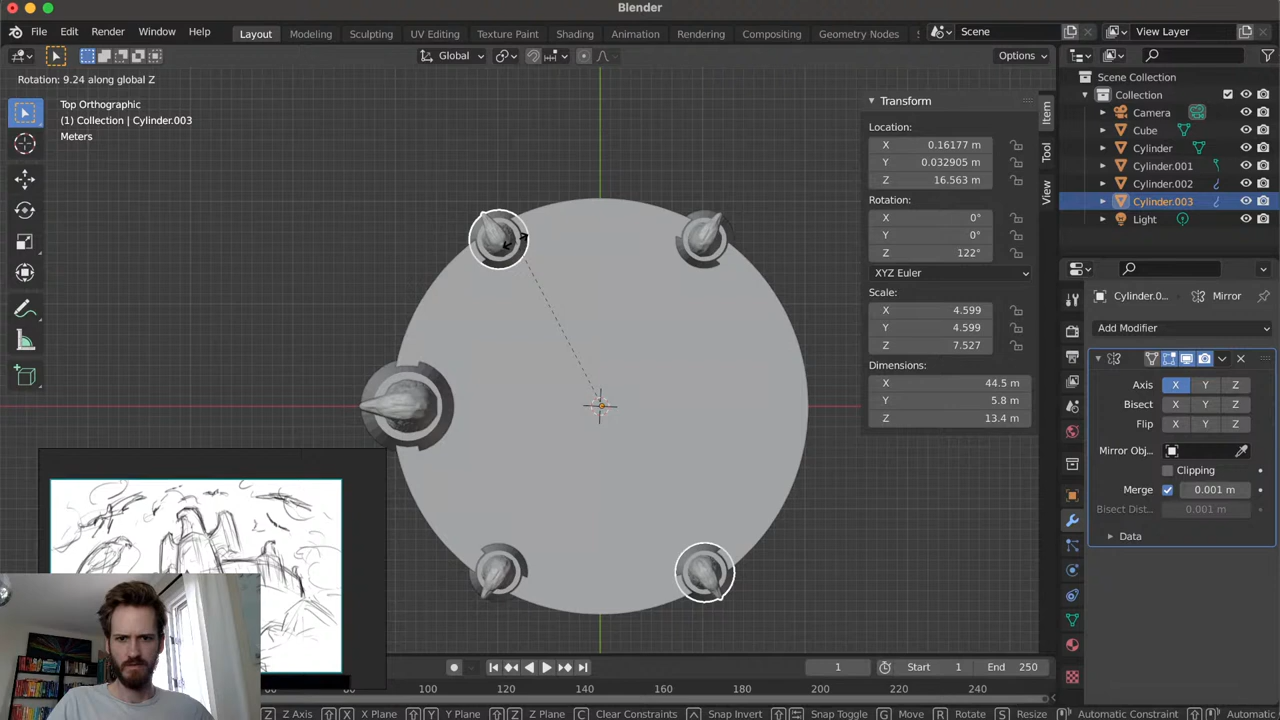 Blender
File Edit Render Window Help
Layout Modeling Sculpting UV Editing Texture Paint Shading Animation Rendering Compositing Geometry Nodes
Scene
View Layer
Global
Options
Rotation: 9.24 along global Z
Top Orthographic
(1) Collection | Cylinder.003
Meters
Transform
Location:
X 0.16177 m
Y 0.032905 m
Z 16.563 m
Rotation:
X 0°
Y 0°
Z 122°
XYZ Euler
Scale:
X 4.599
Y 4.599
Z 7.527
Dimensions:
X 44.5 m
Y 5.8 m
Z 13.4 m
Item
Tool
View
Scene Collection
Collection
Camera
Cube
Cylinder
Cylinder.001
Cylinder.002
Cylinder.003
Light
Cylinder.0... Mirror
Add Modifier
Axis X Y Z
Bisect X Y Z
Flip X Y Z
Mirror Obj...
Clipping
Merge 0.001 m
Bisect Dist... 0.001 m
Data
1 Start 1 End 250
100 120 140 160 180 200 220 240
Z Z Axis X X Plane Y Y Plane Z Z Plane C Clear Constraints Snap Invert Snap Toggle G Move R Rotate S Resize Automatic Constraint Automatic